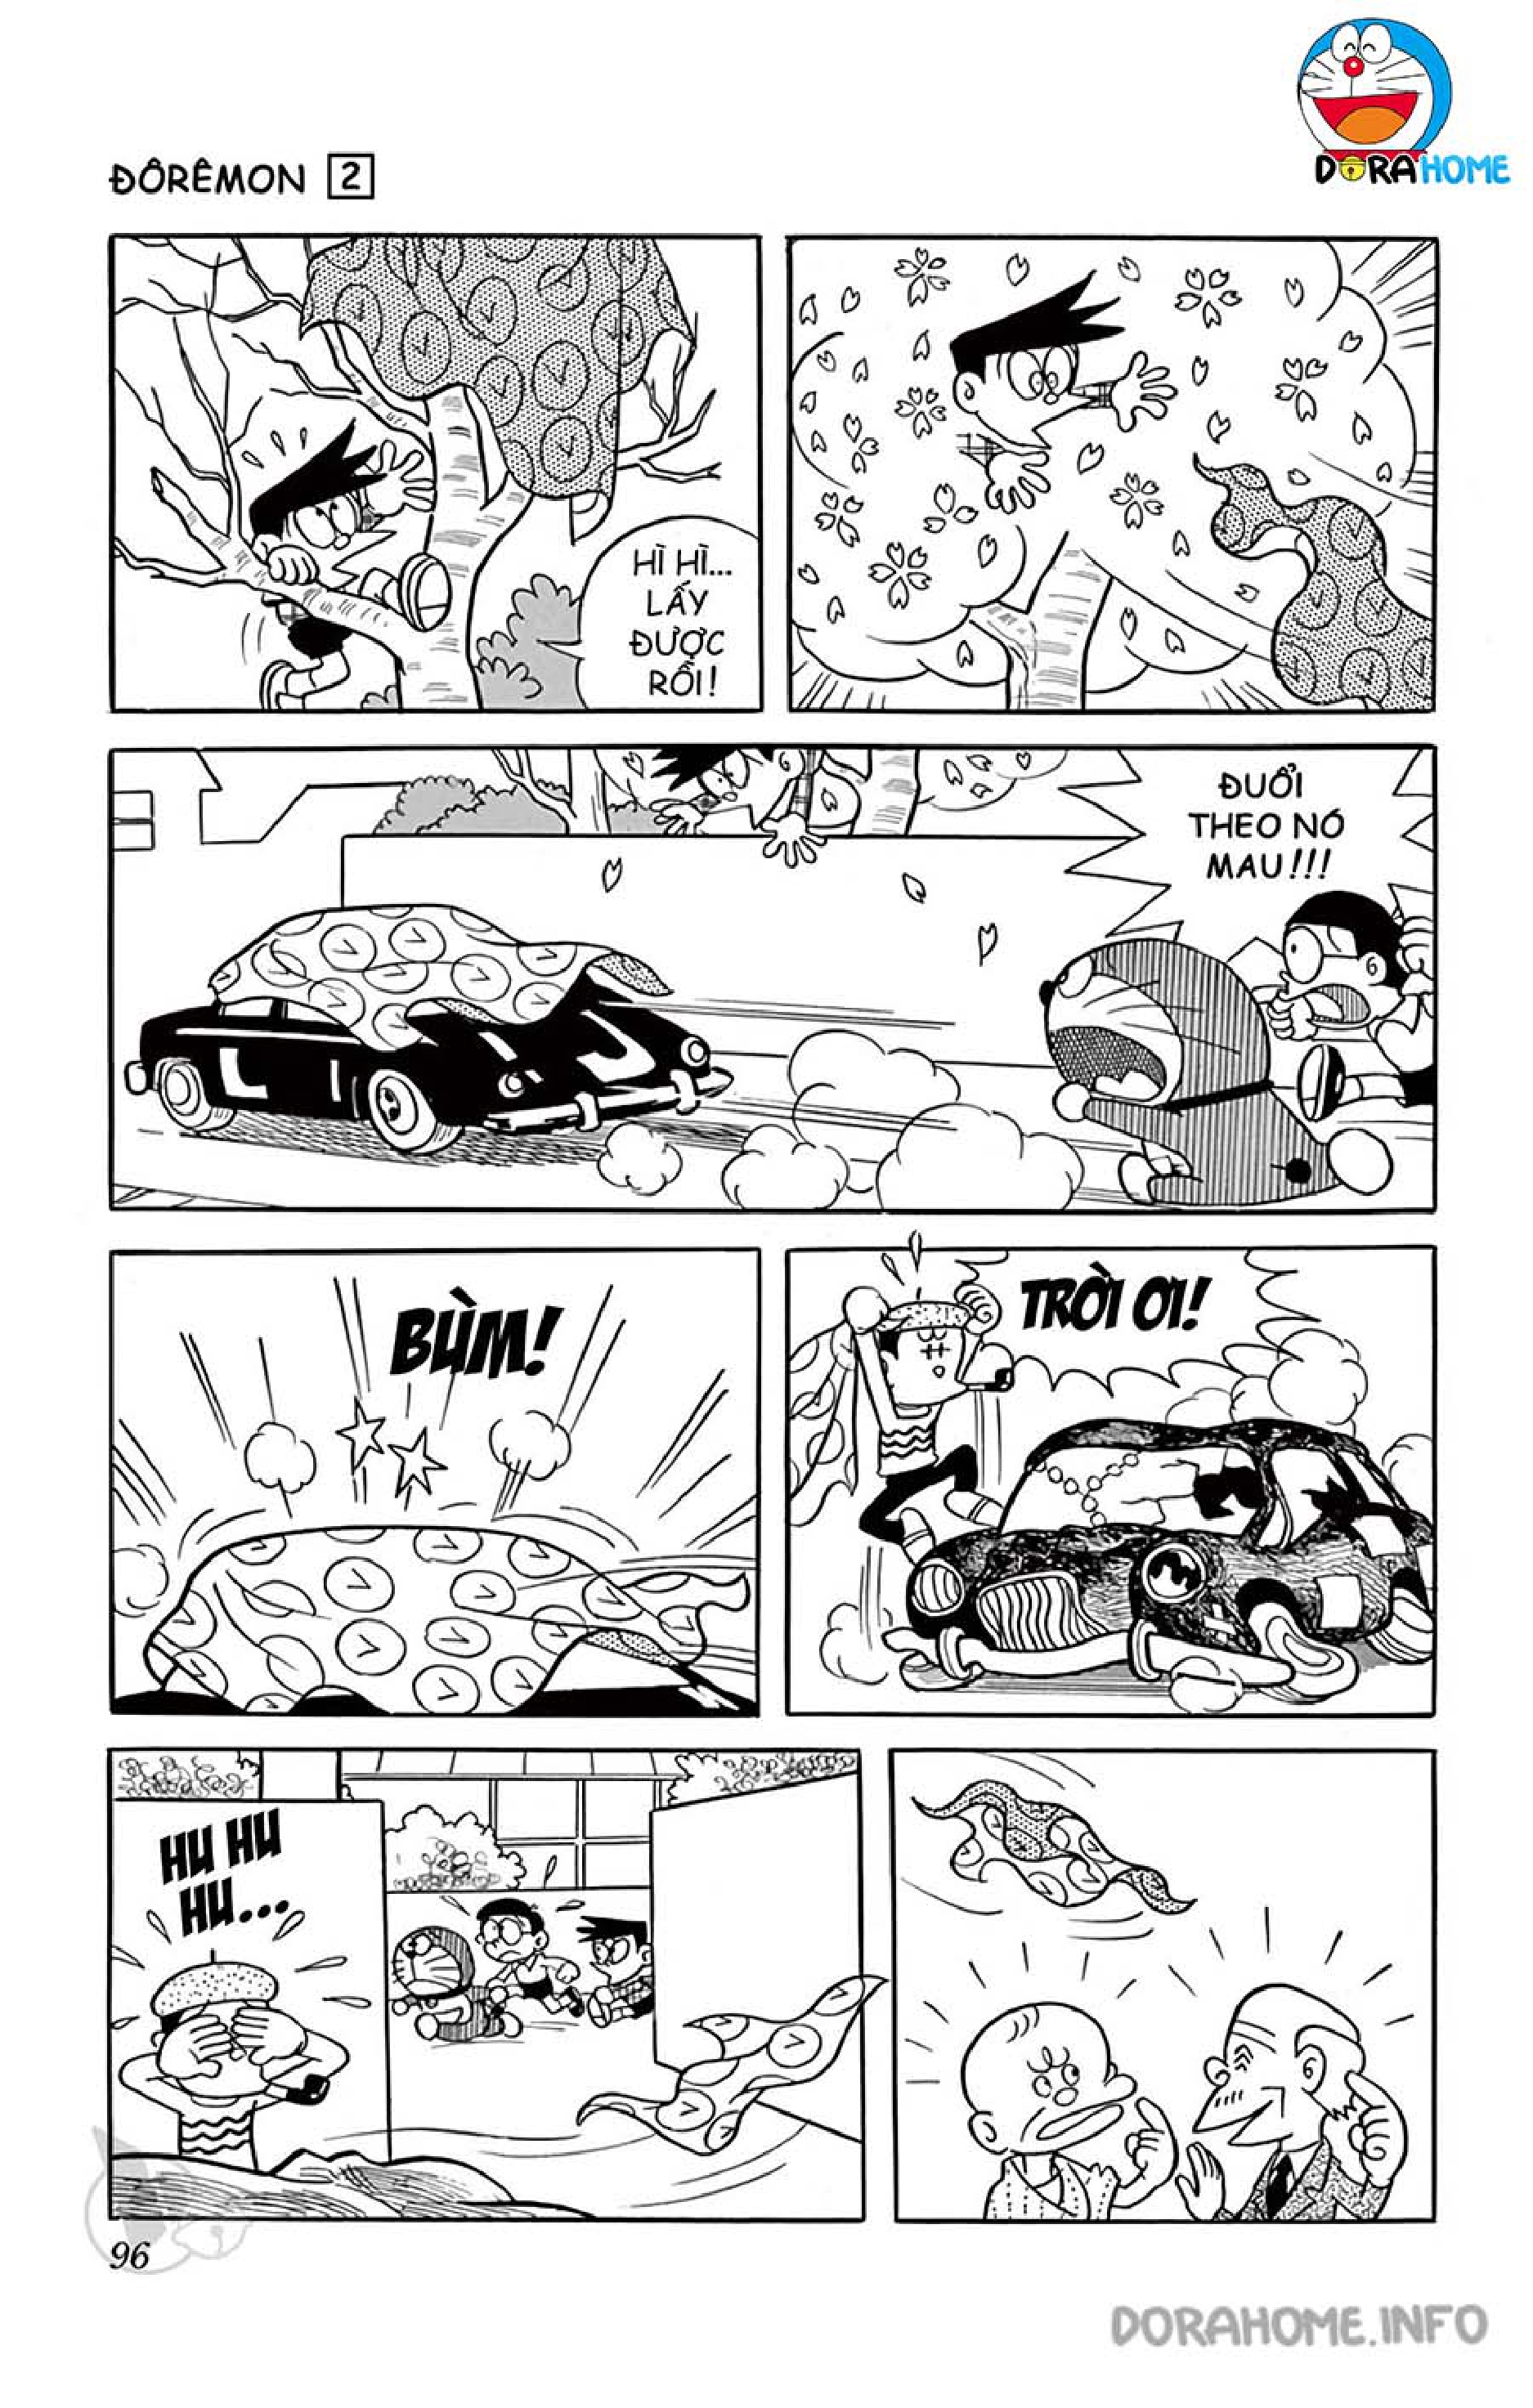 DORAHOME
ĐÔRÊMON 2
HÌ HÌ...
LẤY
ĐƯỢC
RỒI!
ĐUỔI
THEO NÓ
MAU!!!
BÙM!
TRỜI ƠI!
HU HU
HU...
96
DORAHOME.INFO